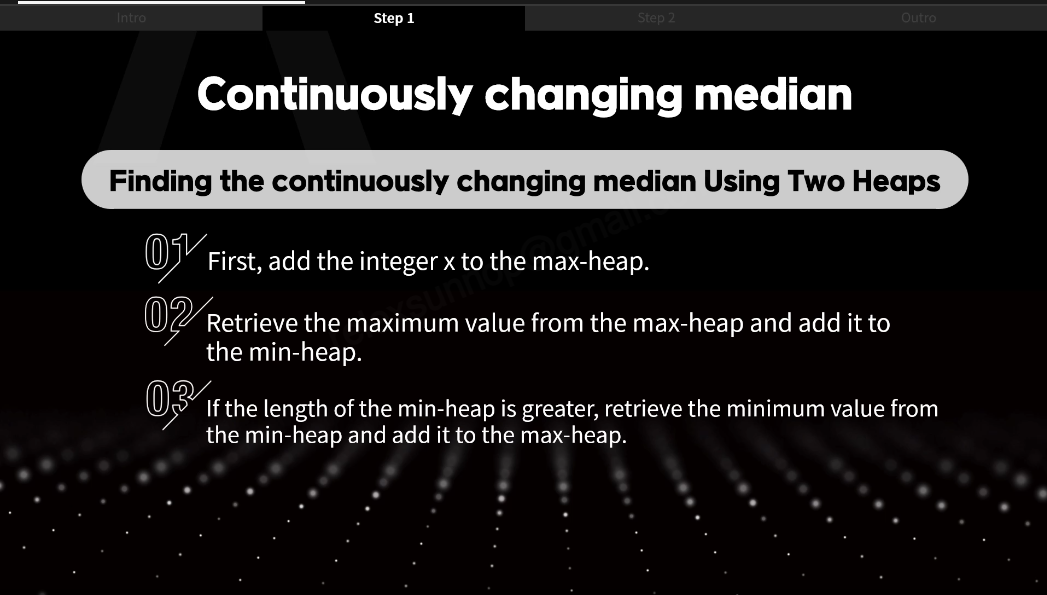 Intro
Step 1
Step 2
Outro
Continuously changing median
Finding the continuously changing median Using Two Heaps
01
First, add the integer x to the max-heap.
02
Retrieve the maximum value from the max-heap and add it to
the min-heap.
03
If the length of the min-heap is greater, retrieve the minimum value from
the min-heap and add it to the max-heap.